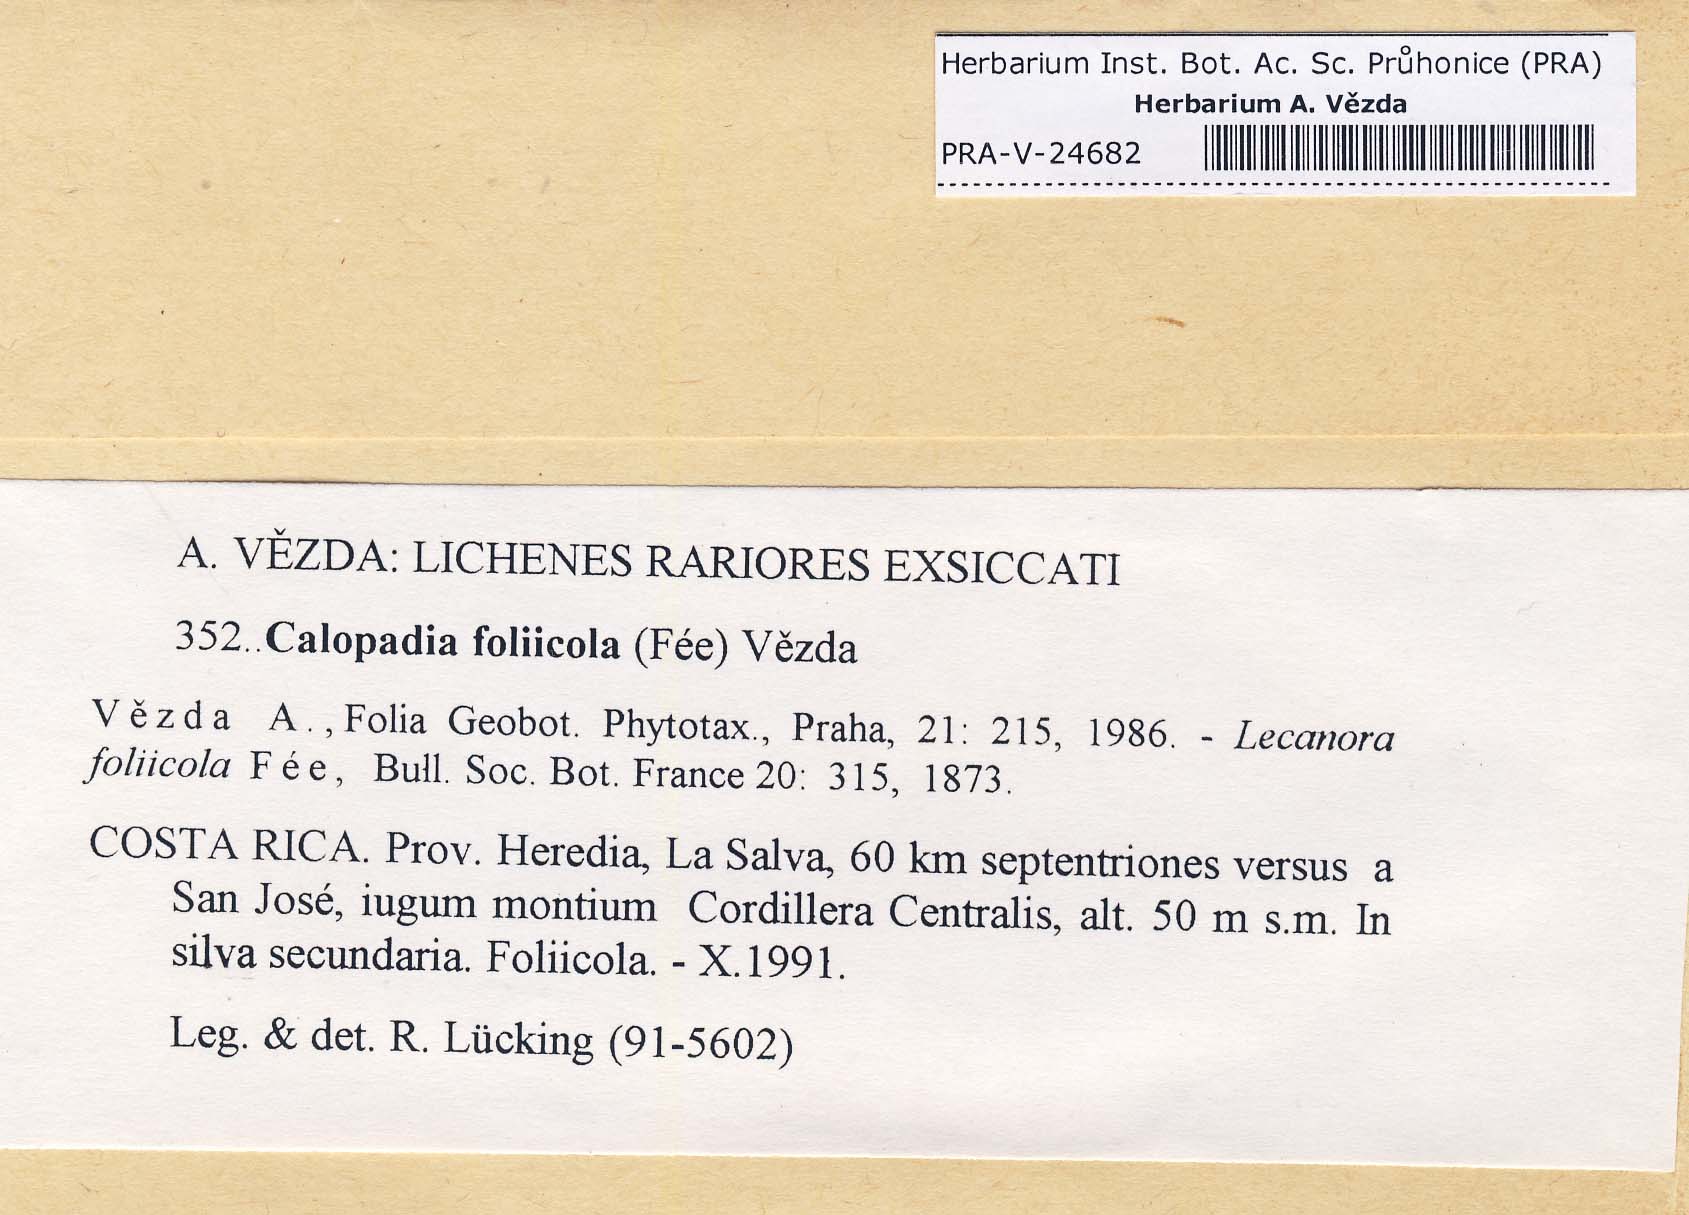 Herbarium Inst. Bot. Ac. Sc. Průhonice (PRA)
Herbarium A. Vězda
PRA-V-24682
A. VĚZDA: LICHENES RARIORES EXSICCATI
352..Calopadia foliicola (Fée) Vězda
Vězda A., Folia Geobot. Phytotax., Praha, 21: 215, 1986. - Lecanora
foliicola Fée, Bull. Soc. Bot. France 20: 315, 1873.
COSTA RICA. Prov. Heredia, La Salva, 60 km septentriones versus a
San José, iugum montium Cordillera Centralis, alt. 50 m s.m. In
silva secundaria. Foliicola. - X.1991.
Leg. & det. R. Lücking (91-5602)